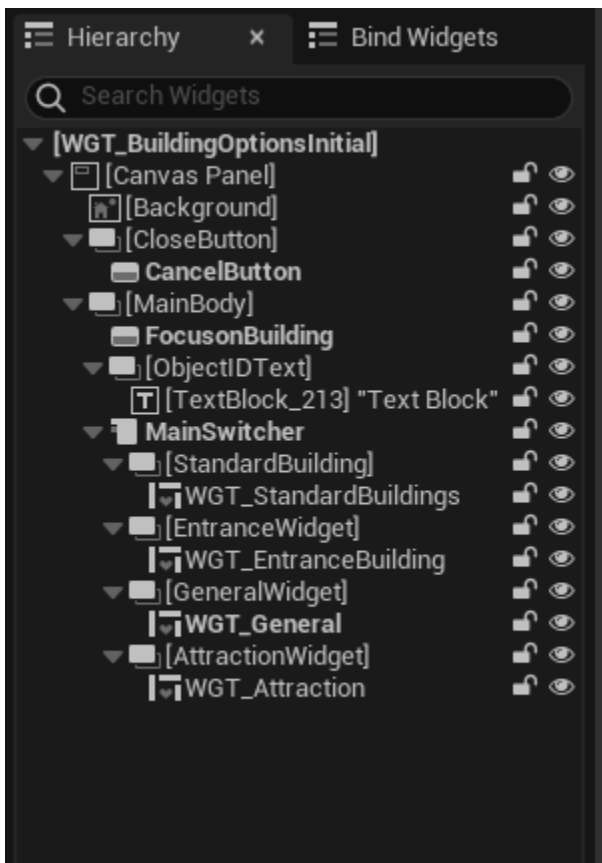 Hierarchy × Bind Widgets
Search Widgets
[WGT_BuildingOptionsInitial]
[Canvas Panel]
[Background]
[CloseButton]
CancelButton
[MainBody]
FocusonBuilding
[ObjectIDText]
T [TextBlock_213] "Text Block"
MainSwitcher
[StandardBuilding]
WGT_StandardBuildings
[EntranceWidget]
WGT_EntranceBuilding
[GeneralWidget]
WGT_General
[AttractionWidget]
WGT_Attraction